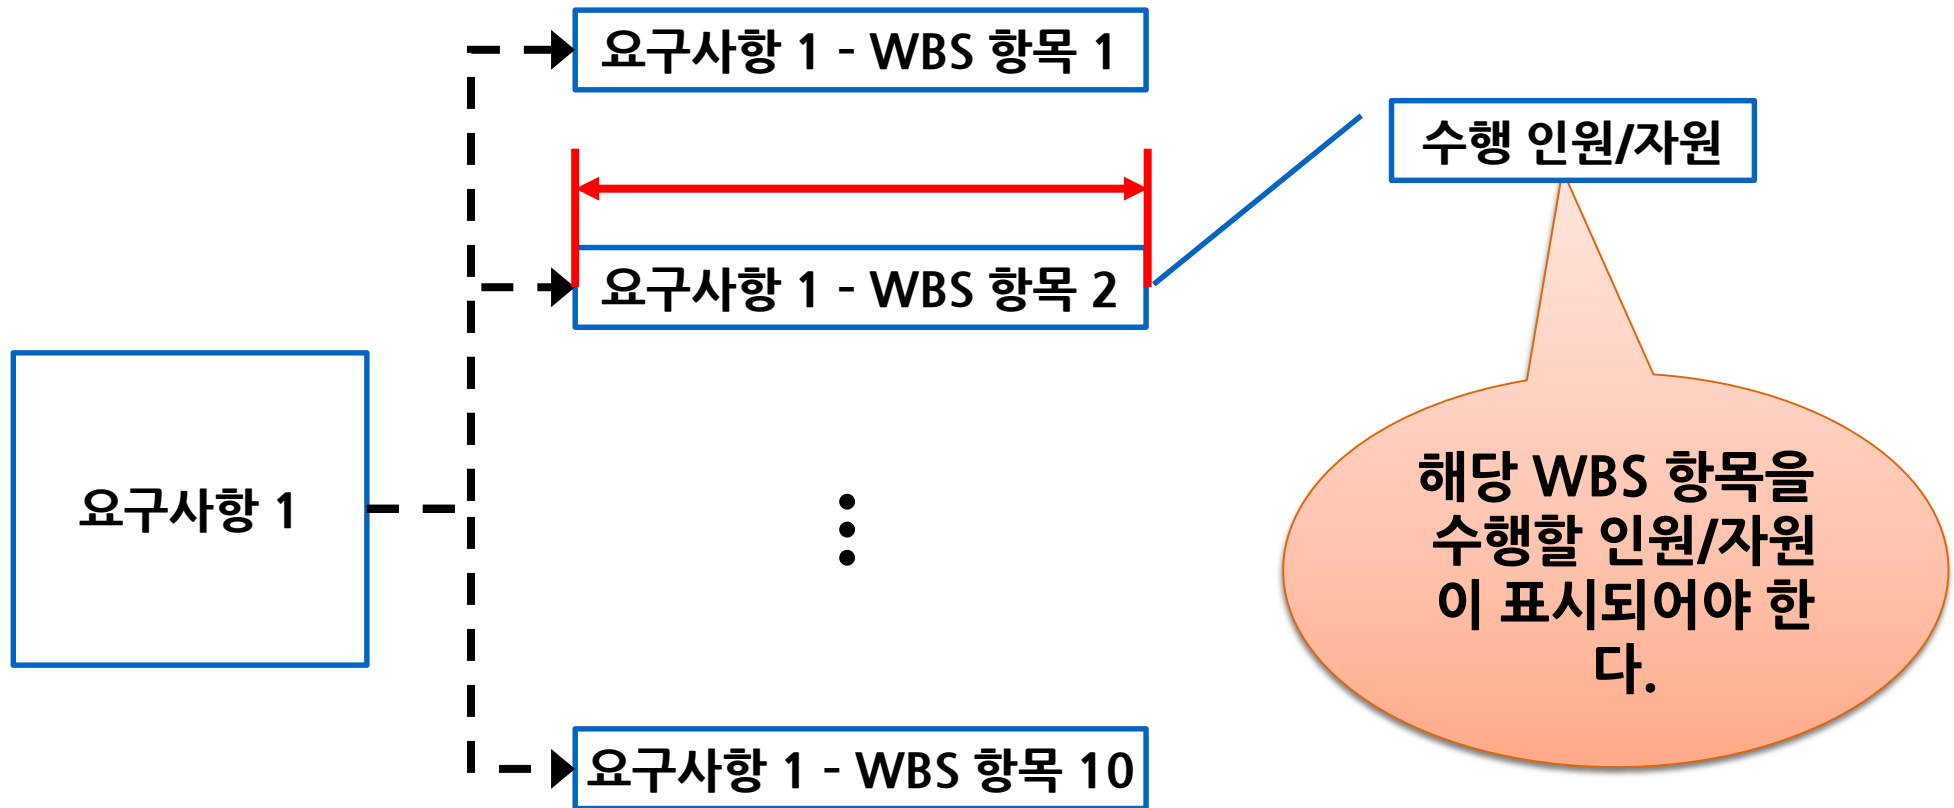 요구사항 1 - WBS 항목 1
수행 인원/자원
요구사항 1 - WBS 항목 2
요구사항 1
해당 WBS 항목을
수행할 인원/자원
이 표시되어야 한
다.
요구사항 1 - WBS 항목 10